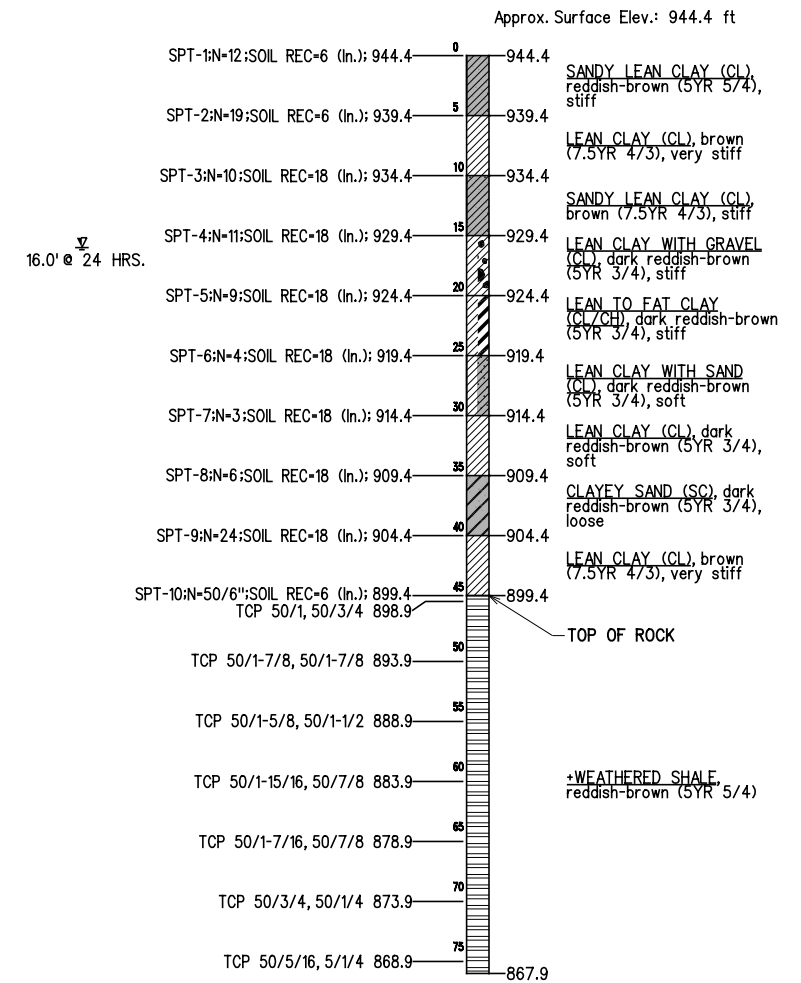 Approx. Surface Elev.: 944.4 ft
0
SPT-1;N=12;SOIL REC=6 (In.); 944.4
944.4
SANDY LEAN CLAY (CL),
reddish-brown (5YR 5/4),
stiff
5
SPT-2;N=19;SOIL REC=6 (In.); 939.4
939.4
LEAN CLAY (CL), brown
(7.5YR 4/3), very stiff
10
SPT-3;N=10;SOIL REC=18 (In.); 934.4
934.4
SANDY LEAN CLAY (CL),
brown (7.5YR 4/3), stiff
15
SPT-4;N=11;SOIL REC=18 (In.); 929.4
929.4
16.0' @ 24 HRS.
LEAN CLAY WITH GRAVEL
(CL), dark reddish-brown
(5YR 3/4), stiff
20
SPT-5;N=9;SOIL REC=18 (In.); 924.4
924.4
LEAN TO FAT CLAY
(CL/CH), dark reddish-brown
(5YR 3/4), stiff
25
SPT-6;N=4;SOIL REC=18 (In.); 919.4
919.4
LEAN CLAY WITH SAND
(CL), dark reddish-brown
(5YR 3/4), soft
30
SPT-7;N=3;SOIL REC=18 (In.); 914.4
914.4
LEAN CLAY (CL), dark
reddish-brown (5YR 3/4),
soft
35
SPT-8;N=6;SOIL REC=18 (In.); 909.4
909.4
CLAYEY SAND (SC), dark
reddish-brown (5YR 3/4),
loose
40
SPT-9;N=24;SOIL REC=18 (In.); 904.4
904.4
LEAN CLAY (CL), brown
(7.5YR 4/3), very stiff
45
SPT-10;N=50/6";SOIL REC=6 (In.); 899.4
899.4
TCP 50/1, 50/3/4 898.9
TOP OF ROCK
50
TCP 50/1-7/8, 50/1-7/8 893.9
55
TCP 50/1-5/8, 50/1-1/2 888.9
60
TCP 50/1-15/16, 50/7/8 883.9
+WEATHERED SHALE,
reddish-brown (5YR 5/4)
65
TCP 50/1-7/16, 50/7/8 878.9
70
TCP 50/3/4, 50/1/4 873.9
75
TCP 50/5/16, 5/1/4 868.9
867.9